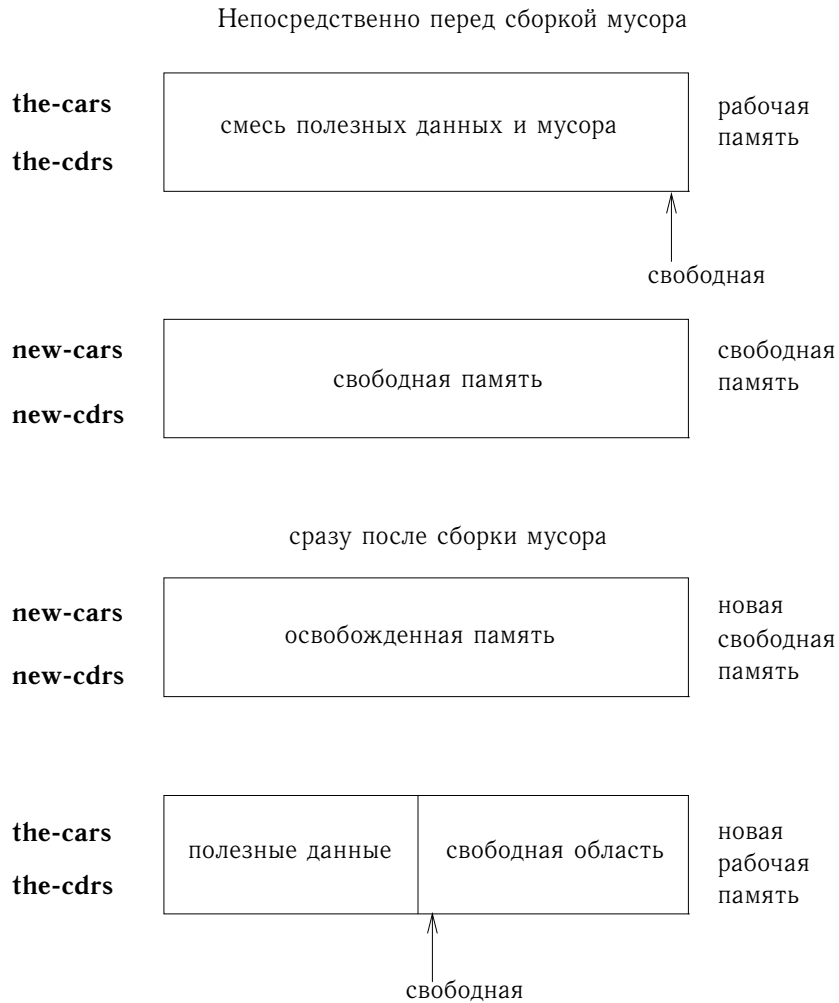 Непосредственно перед сборкой мусора
the-cars
смесь полезных данных и мусора
рабочая
память
the-cdrs
свободная
new-cars
свободная память
свободная
память
new-cdrs
сразу после сборки мусора
new-cars
освобожденная память
новая
свободная
память
new-cdrs
the-cars
полезные данные
свободная область
новая
рабочая
память
the-cdrs
свободная